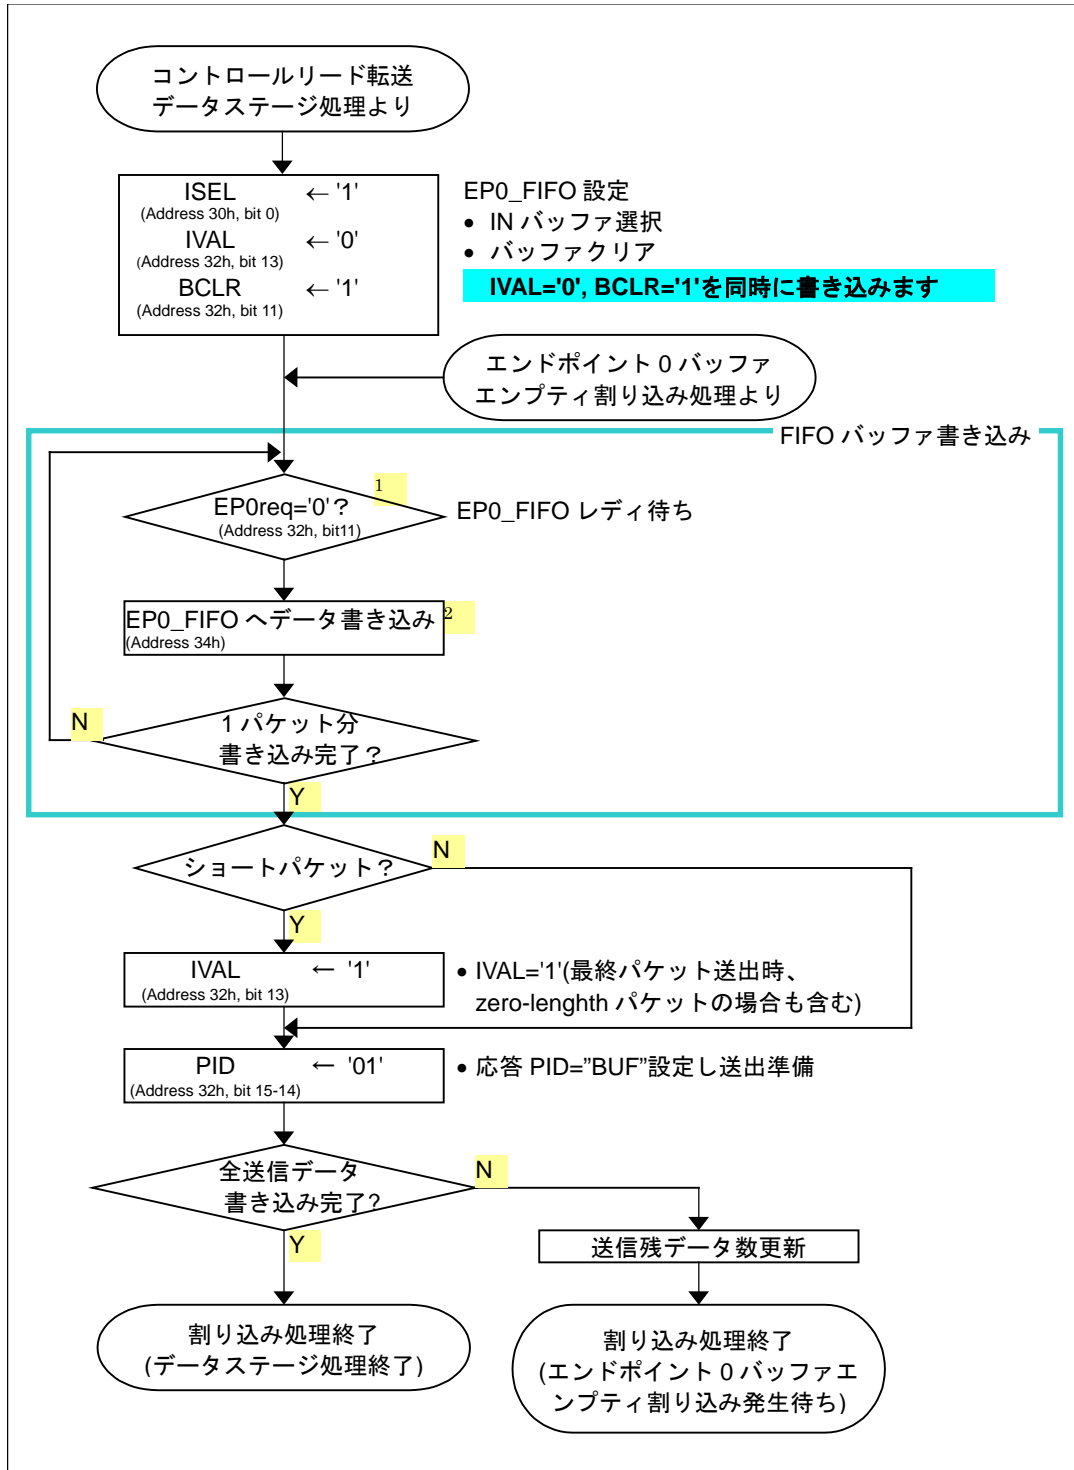 コントロールリード転送
データステージ処理より
ISEL ← '1'
(Address 30h, bit 0)
IVAL ← '0'
(Address 32h, bit 13)
BCLR ← '1'
(Address 32h, bit 11)
EP0_FIFO 設定
• IN バッファ選択
• バッファクリア
IVAL='0', BCLR='1'を同時に書き込みます
エンドポイント 0 バッファ
エンプティ割り込み処理より
FIFO バッファ書き込み
EP0req='0'? 1
(Address 32h, bit11)
EP0_FIFO レディ待ち
EP0_FIFO へデータ書き込み 2
(Address 34h)
N
1 パケット分
書き込み完了?
Y
ショートパケット?
N
Y
IVAL ← '1'
(Address 32h, bit 13)
• IVAL='1'(最終パケット送出時、
zero-lenghth パケットの場合も含む)
PID ← '01'
(Address 32h, bit 15-14)
• 応答 PID=”BUF”設定し送出準備
全送信データ
書き込み完了?
N
Y
送信残データ数更新
割り込み処理終了
(データステージ処理終了)
割り込み処理終了
(エンドポイント 0 バッファエ
ンプティ割り込み発生待ち)